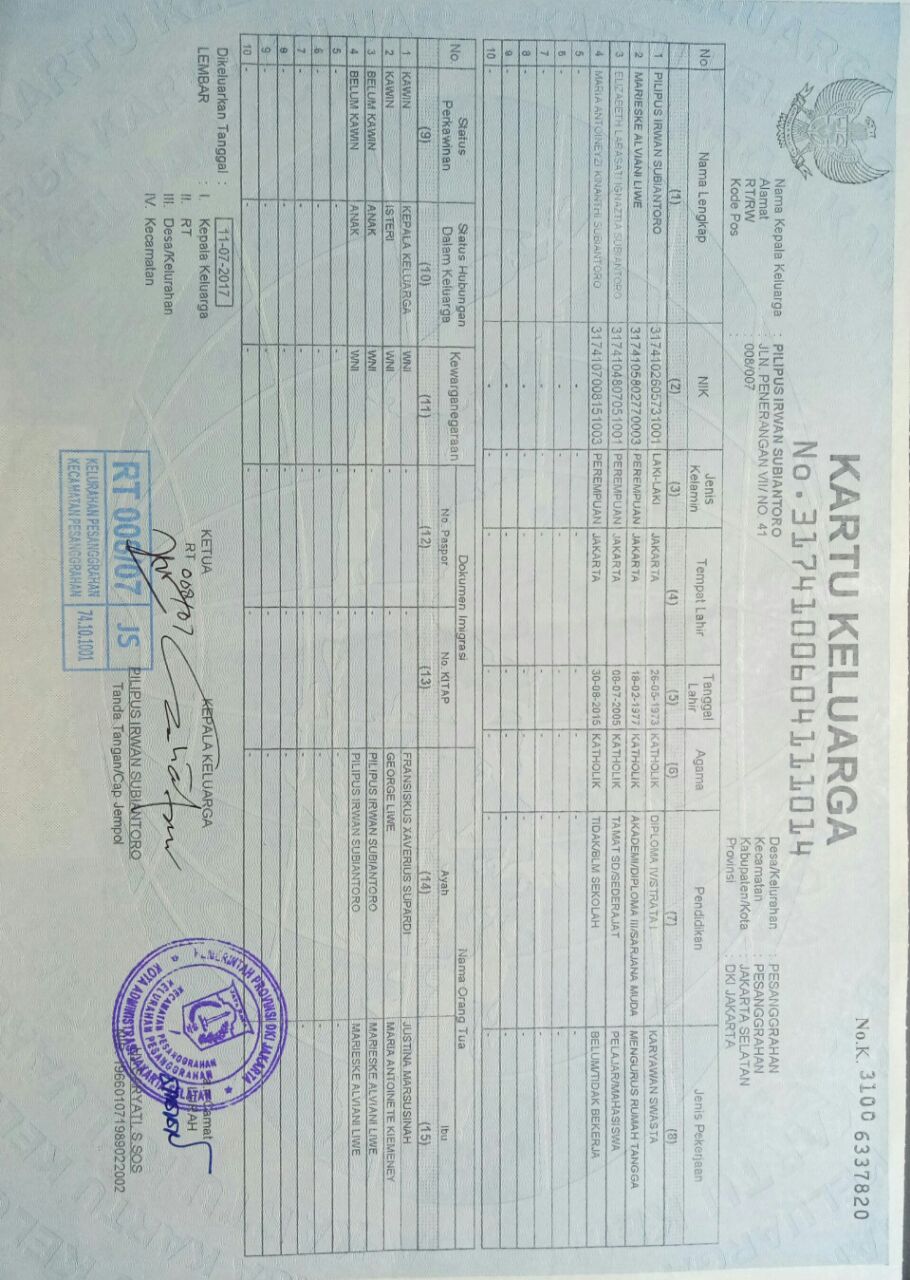 No.K. 3100 6337820
KARTU KELUARGA
No. 3174100604111014
Nama Kepala Keluarga : PILIPUS IRWAN SUBIANTORO
Alamat : JLN. PENERANGAN VII/ NO. 41
RT/RW : 008/007
Kode Pos :
Desa/Kelurahan : PESANGGRAHAN
Kecamatan : PESANGGRAHAN
Kabupaten/Kota : JAKARTA SELATAN
Provinsi : DKI JAKARTA
No Nama Lengkap NIK Jenis Kelamin Tempat Lahir Tanggal Lahir Agama Pendidikan Jenis Pekerjaan
(1) (2) (3) (4) (5) (6) (7) (8)
1 PILIPUS IRWAN SUBIANTORO 3174102605731001 LAKI-LAKI JAKARTA 26-05-1973 KATHOLIK DIPLOMA IV/STRATA I KARYAWAN SWASTA
2 MARIESKE ALVIANI LIWE 3174105802770003 PEREMPUAN JAKARTA 18-02-1977 KATHOLIK AKADEMI/DIPLOMA III/SARJANA MUDA MENGURUS RUMAH TANGGA
3 ELIZABETH LARASATI IGNAZTIA SUBIANTORO 3174104807051001 PEREMPUAN JAKARTA 08-07-2005 KATHOLIK TAMAT SD/SEDERAJAT PELAJAR/MAHASISWA
4 MARIA ANTOINEYZI KINANTHI SUBIANTORO 3174107008151003 PEREMPUAN JAKARTA 30-08-2015 KATHOLIK TIDAK/BLM SEKOLAH BELUM/TIDAK BEKERJA
5 - - - - - - - -
6 - - - - - - - -
7 - - - - - - - -
8 - - - - - - - -
9 - - - - - - - -
10 - - - - - - - -
No Status Perkawinan Status Hubungan Dalam Keluarga Kewarganegaraan Dokumen Imigrasi Nama Orang Tua
No. Paspor No. KITAP Ayah Ibu
(9) (10) (11) (12) (13) (14) (15)
1 KAWIN KEPALA KELUARGA WNI - - FRANSISKUS XAVERIUS SUPARDI JUSTINA MARSUSINAH
2 KAWIN ISTERI WNI - - GEORGE LIWE MARIA ANTOINETE KIEMENEY
3 BELUM KAWIN ANAK WNI - - PILIPUS IRWAN SUBIANTORO MARIESKE ALVIANI LIWE
4 BELUM KAWIN ANAK WNI - - PILIPUS IRWAN SUBIANTORO MARIESKE ALVIANI LIWE
5 - - - - - - -
6 - - - - - - -
7 - - - - - - -
8 - - - - - - -
9 - - - - - - -
10 - - - - - - -
Dikeluarkan Tanggal : 11-07-2017
LEMBAR : I. Kepala Keluarga
II. RT
III. Desa/Kelurahan
IV. Kecamatan
KETUA
RT 008/07
RT 008/07 JS
KELURAHAN PESANGGRAHAN
KECAMATAN PESANGGRAHAN
74.10.1001
KEPALA KELUARGA
PILIPUS IRWAN SUBIANTORO
Tanda Tangan/Cap Jempol
PEMERINTAH PROVINSI DKI JAKARTA
KOTA ADMINISTRASI JAKARTA SELATAN
KECAMATAN PESANGGRAHAN
KELURAHAN PESANGGRAHAN
S.SOS